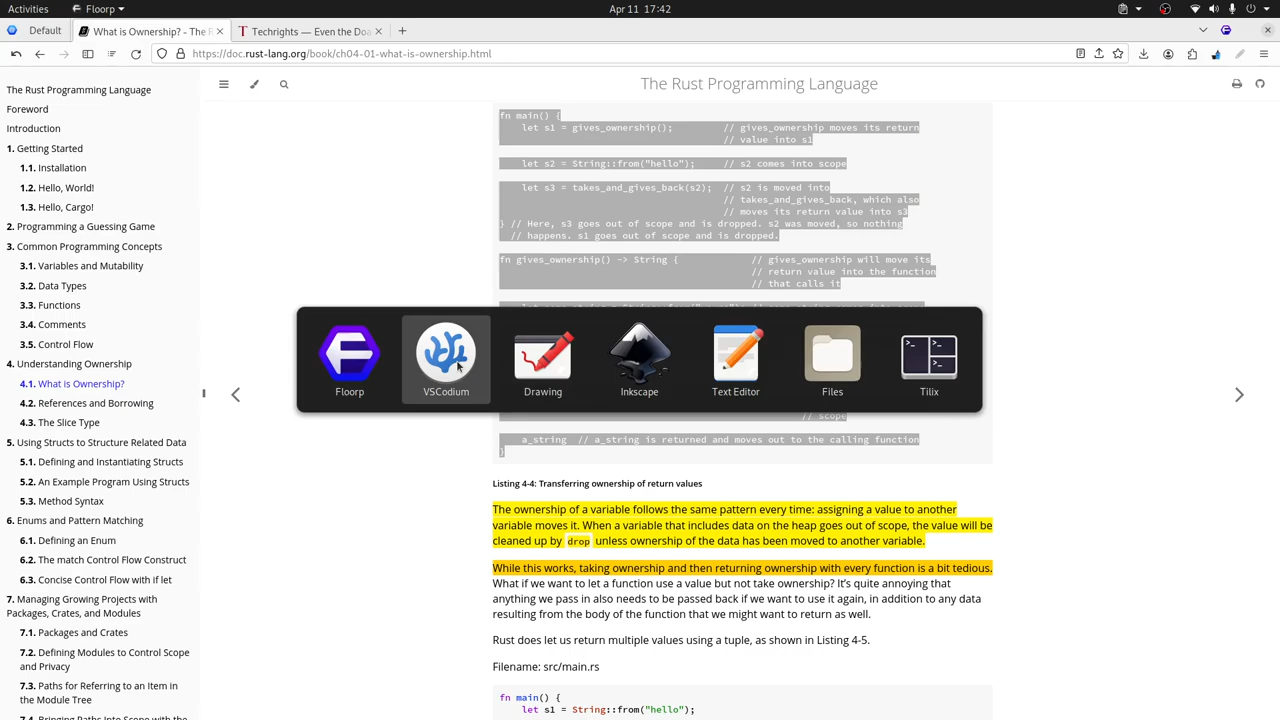 Activities
Floorp
Apr 11 17:42
Default
What is Ownership? - The R
Techrights — Even the Doa
https://doc.rust-lang.org/book/ch04-01-what-is-ownership.html
The Rust Programming Language
Foreword
Introduction
1. Getting Started
1.1. Installation
1.2. Hello, World!
1.3. Hello, Cargo!
2. Programming a Guessing Game
3. Common Programming Concepts
3.1. Variables and Mutability
3.2. Data Types
3.3. Functions
3.4. Comments
3.5. Control Flow
4. Understanding Ownership
4.1. What is Ownership?
4.2. References and Borrowing
4.3. The Slice Type
5. Using Structs to Structure Related Data
5.1. Defining and Instantiating Structs
5.2. An Example Program Using Structs
5.3. Method Syntax
6. Enums and Pattern Matching
6.1. Defining an Enum
6.2. The match Control Flow Construct
6.3. Concise Control Flow with if let
7. Managing Growing Projects with
Packages, Crates, and Modules
7.1. Packages and Crates
7.2. Defining Modules to Control Scope
and Privacy
7.3. Paths for Referring to an Item in
the Module Tree
7.4. Bringing Paths Into Scope with the
The Rust Programming Language
fn main() {
let s1 = gives_ownership(); // gives_ownership moves its return
// value into s1
let s2 = String::from("hello"); // s2 comes into scope
let s3 = takes_and_gives_back(s2); // s2 is moved into
// takes_and_gives_back, which also
// moves its return value into s3
} // Here, s3 goes out of scope and is dropped. s2 was moved, so nothing
// happens. s1 goes out of scope and is dropped.
fn gives_ownership() -> String { // gives_ownership will move its
// return value into the function
// that calls it
Floorp
VSCodium
Drawing
Inkscape
Text Editor
Files
Tilix
// scope
a_string // a_string is returned and moves out to the calling function
}
Listing 4-4: Transferring ownership of return values
The ownership of a variable follows the same pattern every time: assigning a value to another
variable moves it. When a variable that includes data on the heap goes out of scope, the value will be
cleaned up by drop unless ownership of the data has been moved to another variable.
While this works, taking ownership and then returning ownership with every function is a bit tedious.
What if we want to let a function use a value but not take ownership? It’s quite annoying that
anything we pass in also needs to be passed back if we want to use it again, in addition to any data
resulting from the body of the function that we might want to return as well.
Rust does let us return multiple values using a tuple, as shown in Listing 4-5.
Filename: src/main.rs
fn main() {
let s1 = String::from("hello");